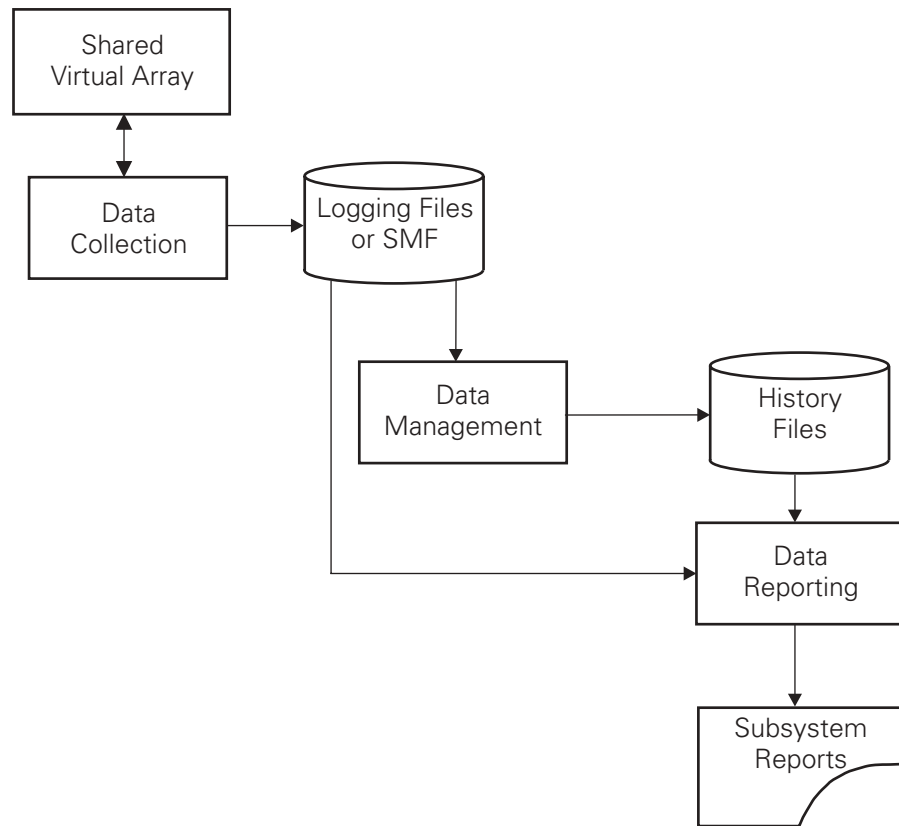 Shared
Virtual Array
Data
Collection
Logging Files
or SMF
Data
Management
History
Files
Data
Reporting
Subsystem
Reports